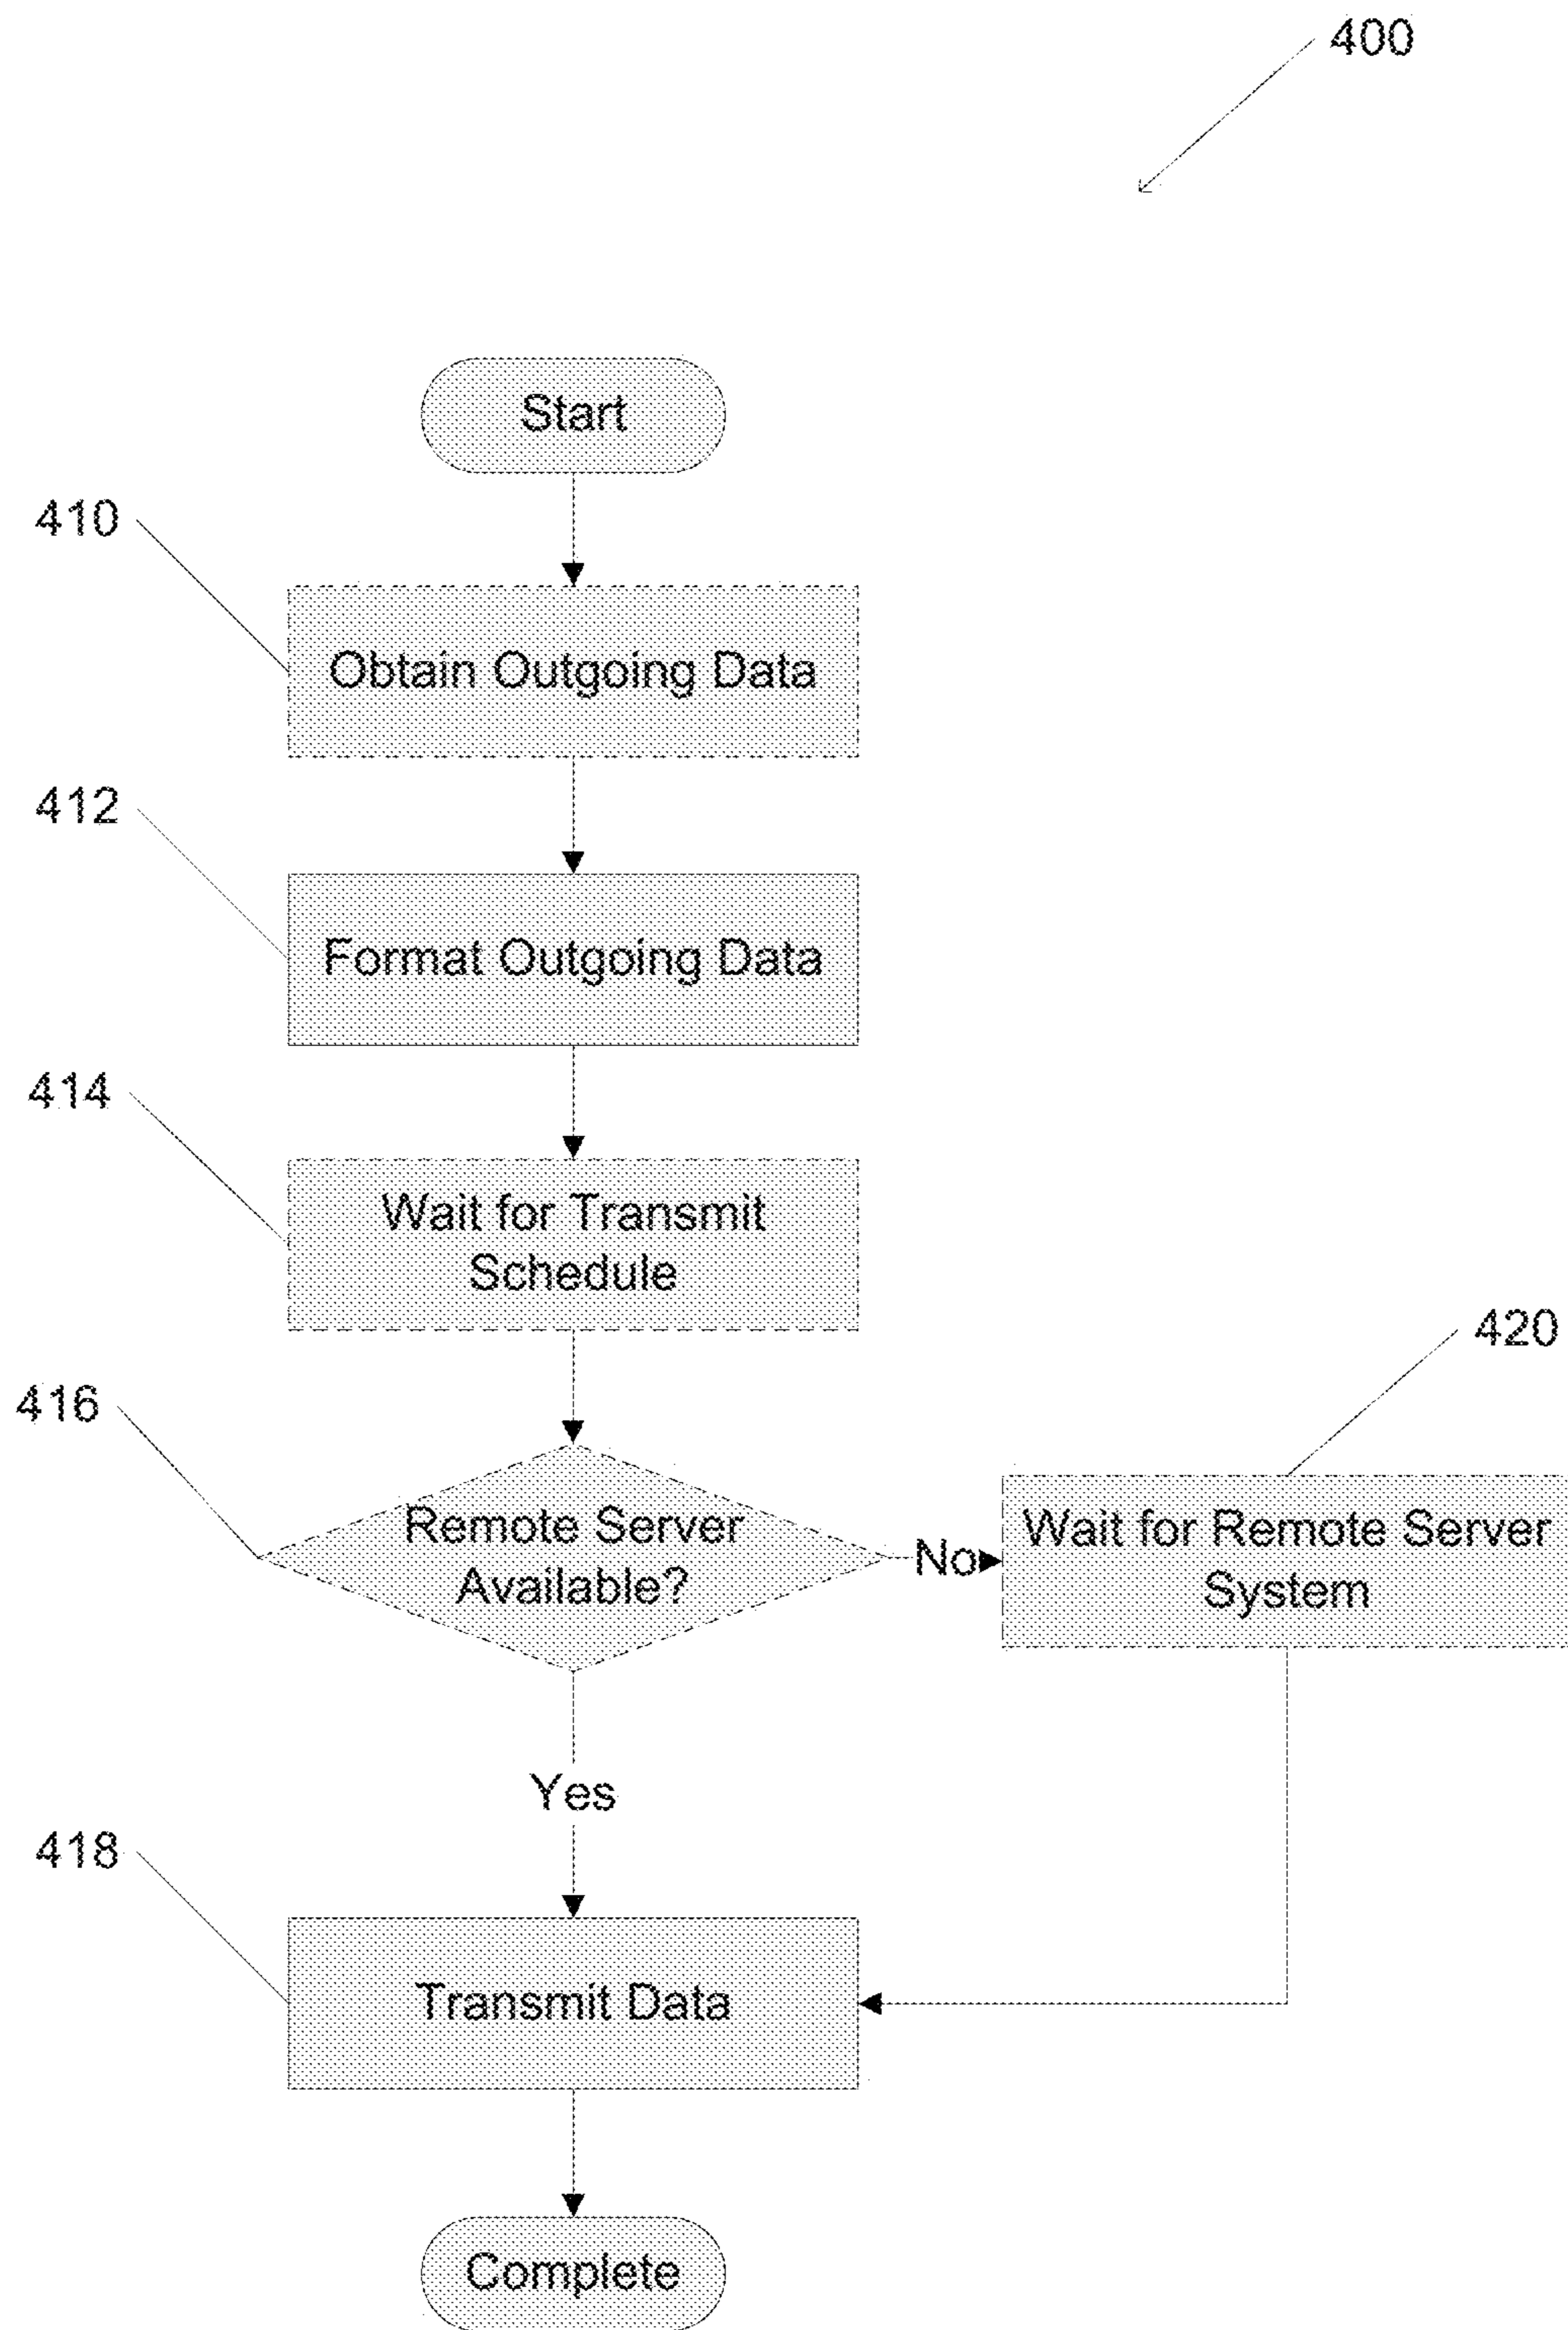 400
Start
410
Obtain Outgoing Data
412
Format Outgoing Data
414
Wait for Transmit
Schedule
420
416
Remote Server
Available?
No
Wait for Remote Server
System
Yes
418
Transmit Data
Complete